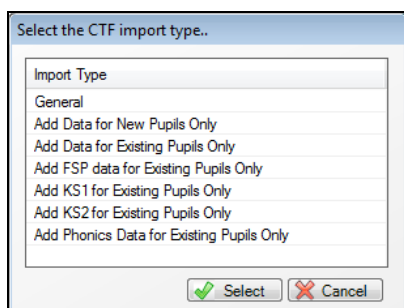 Select the CTF import type..
Import Type
General
Add Data for New Pupils Only
Add Data for Existing Pupils Only
Add FSP data for Existing Pupils Only
Add KS1 for Existing Pupils Only
Add KS2 for Existing Pupils Only
Add Phonics Data for Existing Pupils Only
Select Cancel